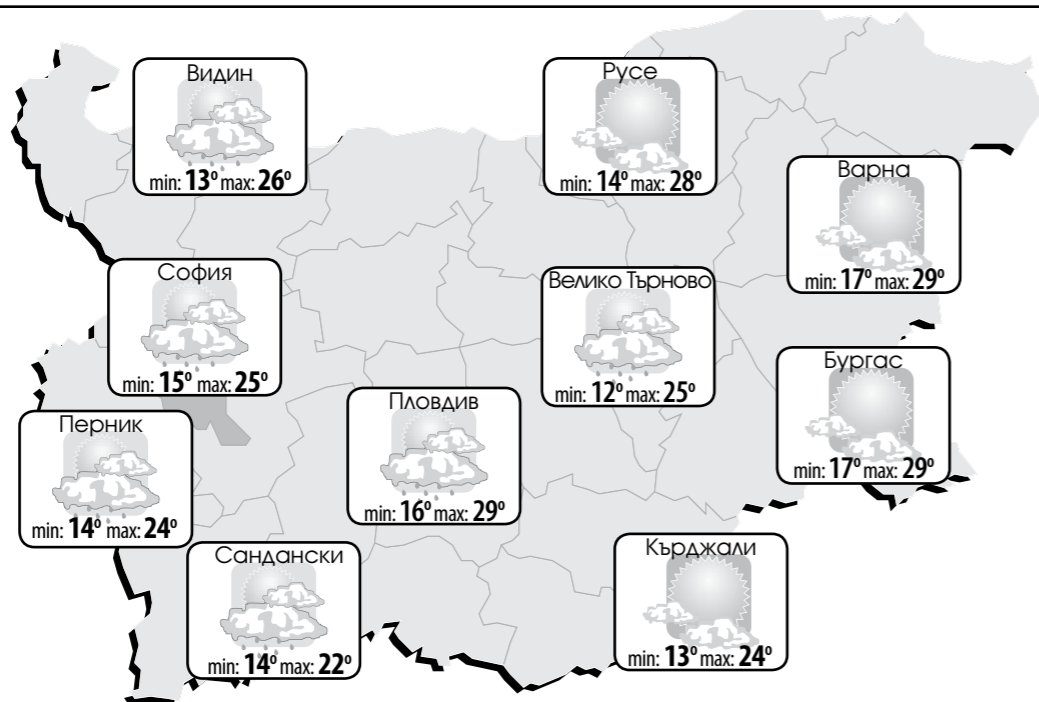 Видин
min: 13° max: 26°
Русе
min: 14° max: 28°
Варна
min: 17° max: 29°
София
min: 15° max: 25°
Велико Търново
min: 12° max: 25°
Бургас
min: 17° max: 29°
Пловдив
min: 16° max: 29°
Перник
min: 14° max: 24°
Сандански
min: 14° max: 22°
Кърджали
min: 13° max: 24°